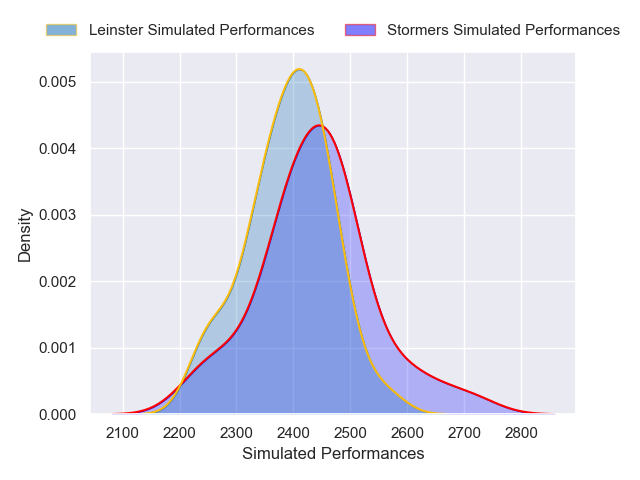 Leinster Simulated Performances Stormers Simulated Performances
0.005
0.004
0.003
0.002
0.001
0.000
Density
2100 2200 2300 2400 2500 2600 2700 2800
Simulated Performances